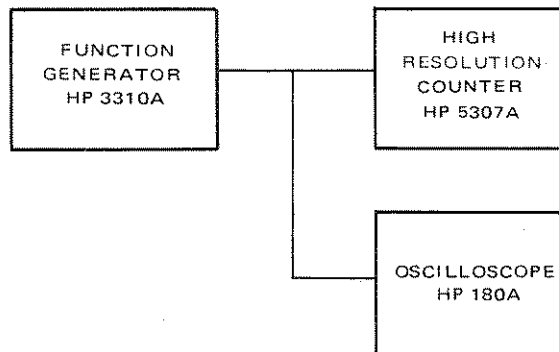 FUNCTION
GENERATOR
HP 3310A
HIGH
RESOLUTION
COUNTER
HP 5307A
OSCILLOSCOPE
HP 180A